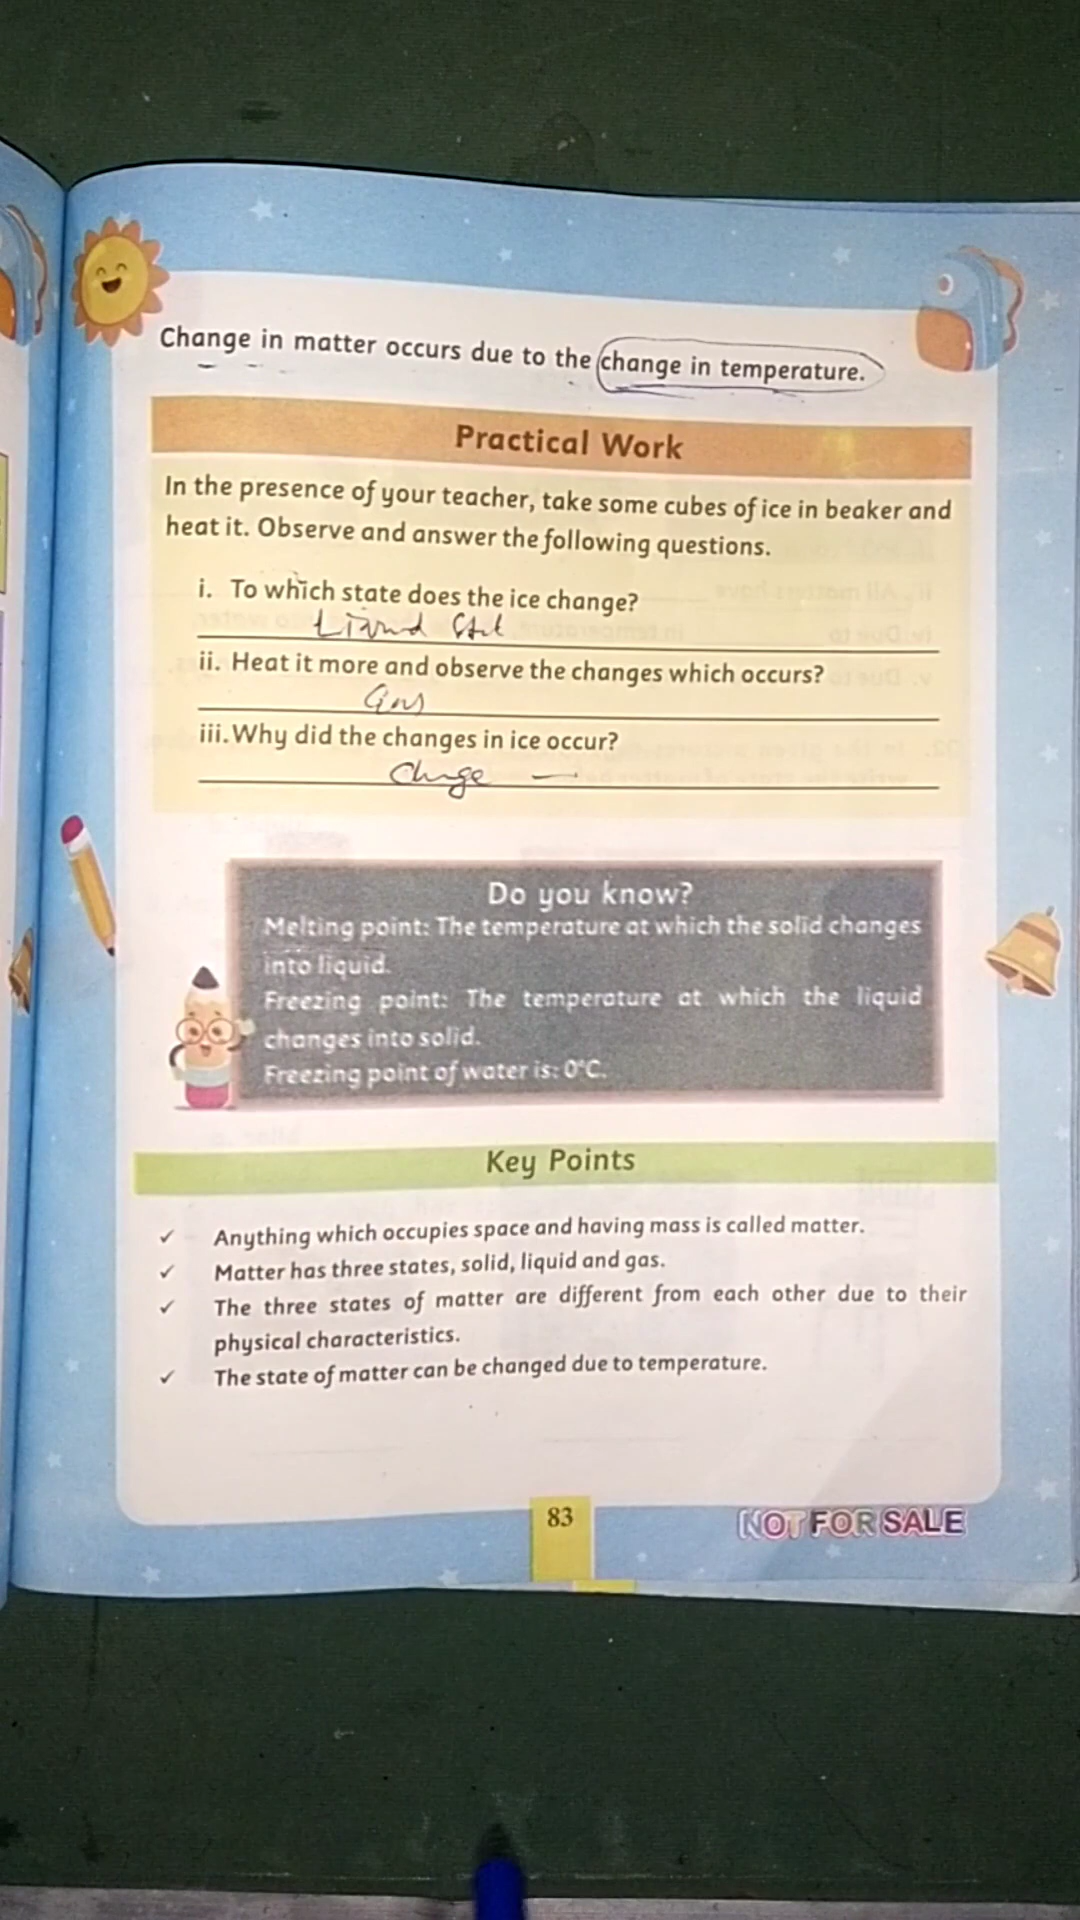 Change in matter occurs due to the change in temperature.
Practical Work
In the presence of your teacher, take some cubes of ice in beaker and
heat it. Observe and answer the following questions.
i. To which state does the ice change?
Liquid
ii. Heat it more and observe the changes which occurs?
Gas
iii. Why did the changes in ice occur?
Change —
Do you know?
Melting point: The temperature at which the solid changes
into liquid.
Freezing point: The temperature at which the liquid
changes into solid.
Freezing point of water is: 0°C.
Key Points
✓ Anything which occupies space and having mass is called matter.
✓ Matter has three states, solid, liquid and gas.
✓ The three states of matter are different from each other due to their
physical characteristics.
✓ The state of matter can be changed due to temperature.
83
NOT FOR SALE